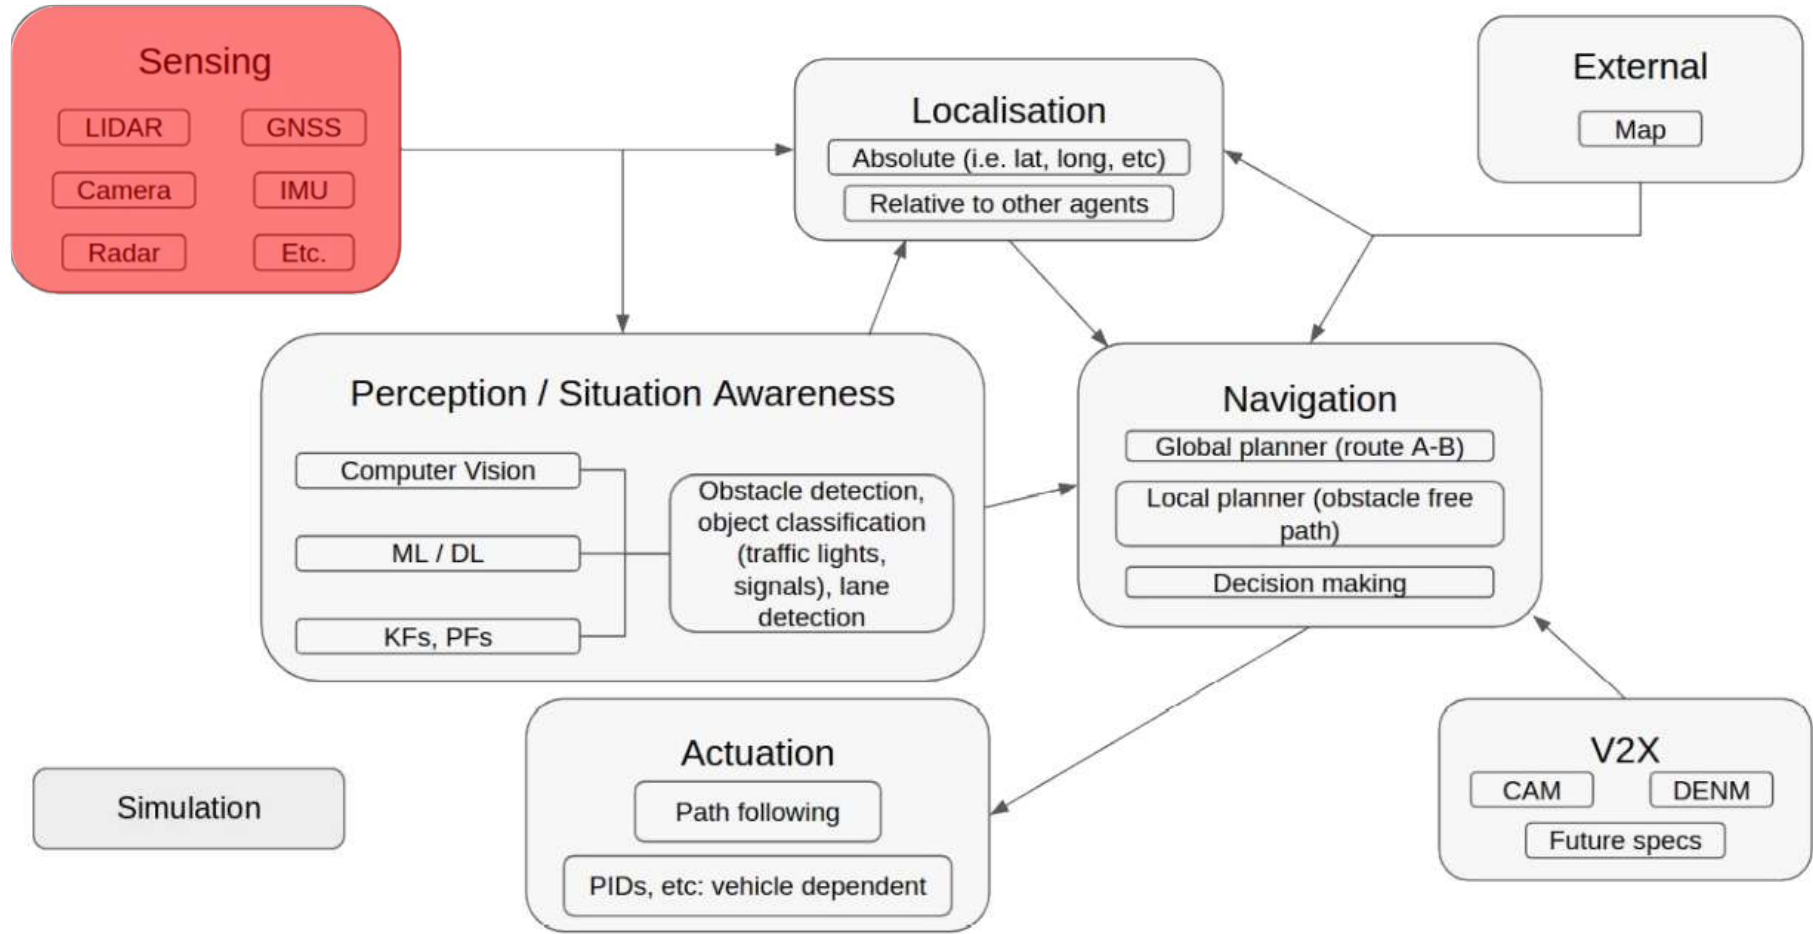 Sensing
LIDAR
GNSS
Camera
IMU
Radar
Etc.
Localisation
Absolute (i.e. lat, long, etc)
Relative to other agents
External
Map
Perception / Situation Awareness
Computer Vision
ML / DL
KFs, PFs
Obstacle detection,
object classification
(traffic lights,
signals), lane
detection
Navigation
Global planner (route A-B)
Local planner (obstacle free
path)
Decision making
Simulation
Actuation
Path following
PIDs, etc: vehicle dependent
V2X
CAM
DENM
Future specs